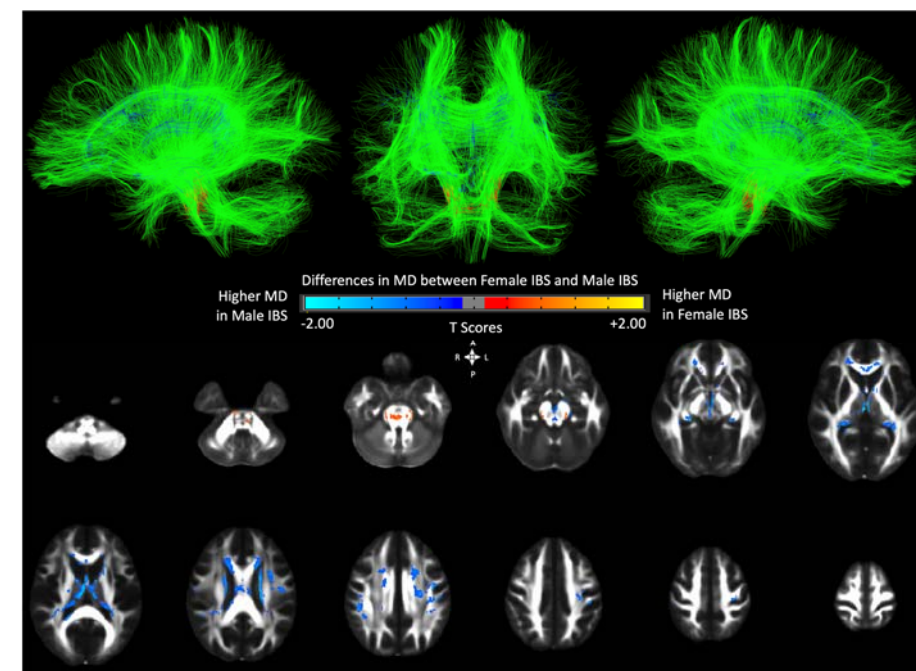 Differences in MD between Female IBS and Male IBS
Higher MD
in Male IBS
Higher MD
in Female IBS
-2.00
T Scores
+2.00
A
R
L
P